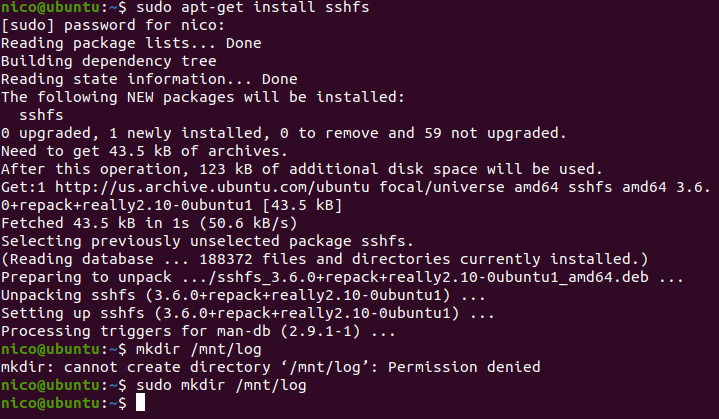 nico@ubuntu:~$ sudo apt-get install sshfs
[sudo] password for nico:
Reading package lists... Done
Building dependency tree
Reading state information... Done
The following NEW packages will be installed:
  sshfs
0 upgraded, 1 newly installed, 0 to remove and 59 not upgraded.
Need to get 43.5 kB of archives.
After this operation, 123 kB of additional disk space will be used.
Get:1 http://us.archive.ubuntu.com/ubuntu focal/universe amd64 sshfs amd64 3.6.
0+repack+really2.10-0ubuntu1 [43.5 kB]
Fetched 43.5 kB in 1s (50.6 kB/s)
Selecting previously unselected package sshfs.
(Reading database ... 188372 files and directories currently installed.)
Preparing to unpack .../sshfs_3.6.0+repack+really2.10-0ubuntu1_amd64.deb ...
Unpacking sshfs (3.6.0+repack+really2.10-0ubuntu1) ...
Setting up sshfs (3.6.0+repack+really2.10-0ubuntu1) ...
Processing triggers for man-db (2.9.1-1) ...
nico@ubuntu:~$ mkdir /mnt/log
mkdir: cannot create directory ‘/mnt/log’: Permission denied
nico@ubuntu:~$ sudo mkdir /mnt/log
nico@ubuntu:~$